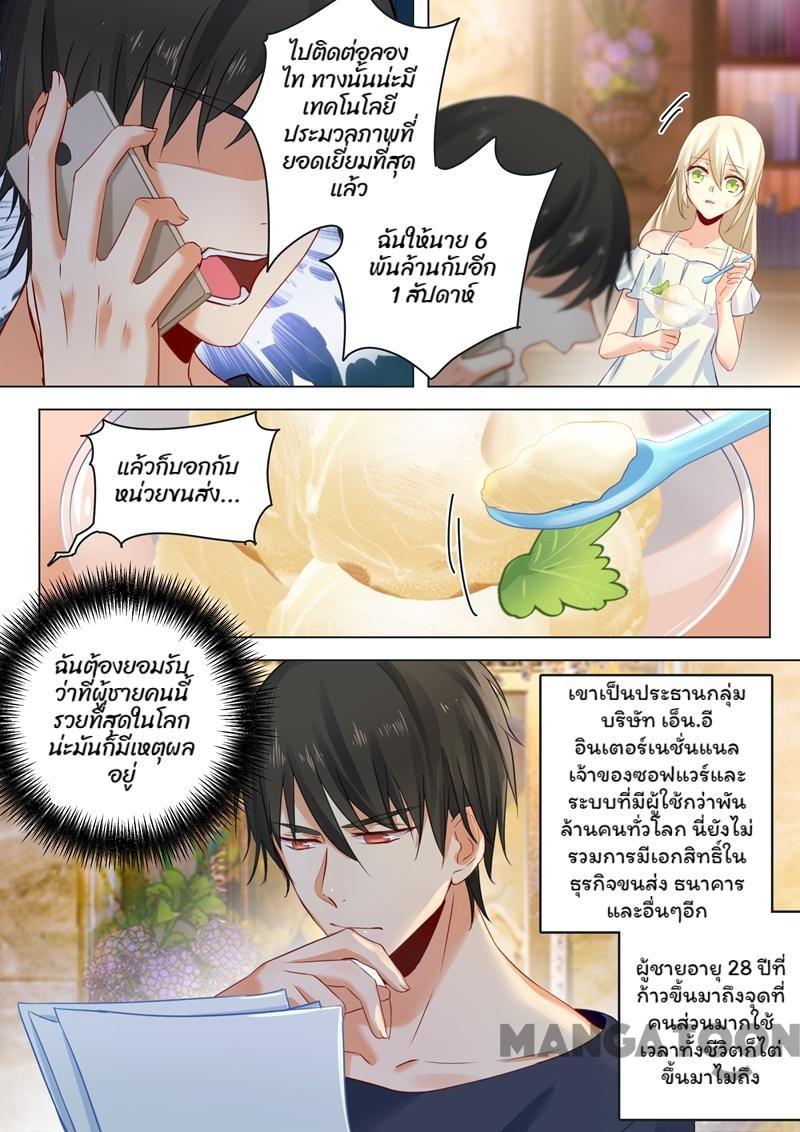 ไปติดต่อลอง
ไท ทางนั้นน่ะมี
เทคโนโลยี
ประมวลภาพที่
ยอดเยี่ยมที่สุด
แล้ว
ฉันให้นาย 6
พันล้านกับอีก
1 สัปดาห์
แล้วก็บอกกับ
หน่วยขนส่ง...
ฉันต้องยอมรับ
ว่าที่ผู้ชายคนนี้
รวยที่สุดในโลก
น่ะมันก็มีเหตุผล
อยู่
เขาเป็นประธานกลุ่ม
บริษัท เอ็น.อี
อินเตอร์เนชั่นแนล
เจ้าของซอฟแวร์และ
ระบบที่มีผู้ใช้กว่าพัน
ล้านคนทั่วโลก นี่ยังไม่
รวมการมีเอกสิทธิ์ใน
ธุรกิจขนส่ง ธนาคาร
และอื่นๆอีก
ผู้ชายอายุ 28 ปีที่
ก้าวขึ้นมาถึงจุดที่
คนส่วนมากใช้
เวลาทั้งชีวิตก็ไต่
ขึ้นมาไม่ถึง
MANGATOON